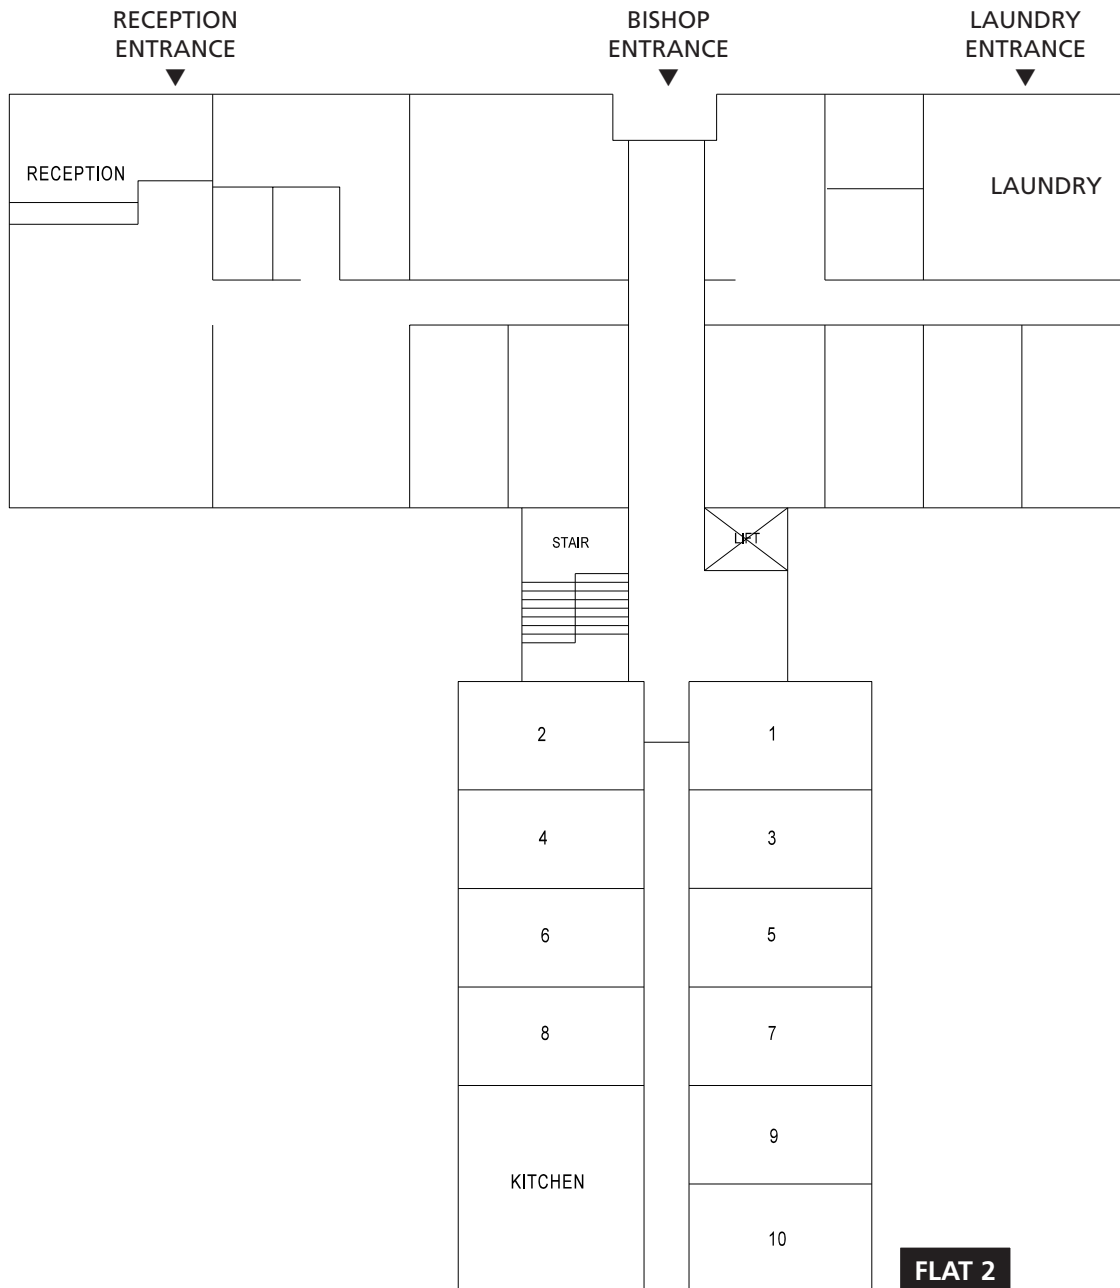 RECEPTION
ENTRANCE
BISHOP
ENTRANCE
LAUNDRY
ENTRANCE
RECEPTION
LAUNDRY
STAIR
LIFT
2
1
4
3
6
5
8
7
9
KITCHEN
10
FLAT 2